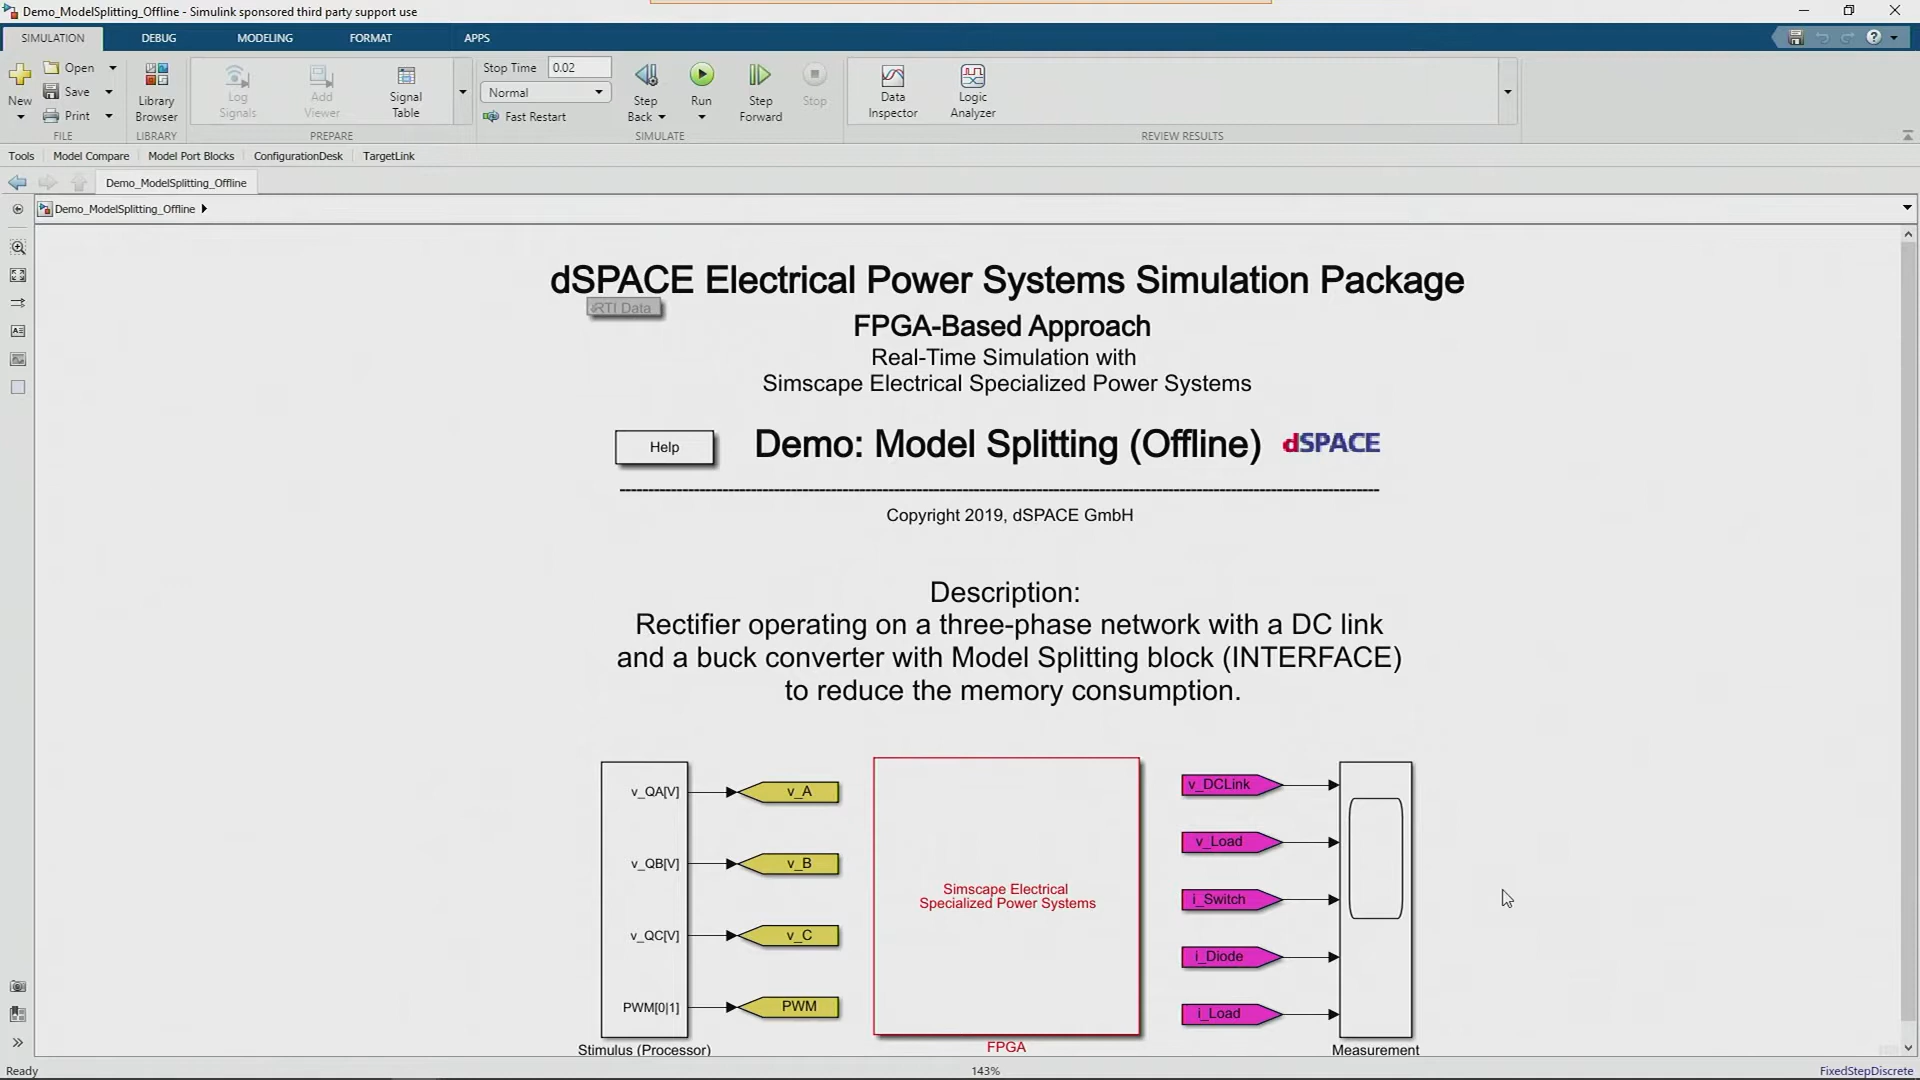 Demo_ModelSplitting_Offline - Simulink sponsored third party support use
SIMULATION DEBUG MODELING FORMAT APPS
New
Open
Save
Print
FILE
Library
Browser
LIBRARY
Log
Signals
Add
Viewer
Signal
Table
PREPARE
Stop Time 0.02
Normal
Fast Restart
Step
Back
Run
Step
Forward
Stop
SIMULATE
Data
Inspector
Logic
Analyzer
REVIEW RESULTS
Tools Model Compare Model Port Blocks ConfigurationDesk TargetLink
Demo_ModelSplitting_Offline
Demo_ModelSplitting_Offline
dSPACE Electrical Power Systems Simulation Package
RTI Data
FPGA-Based Approach
Real-Time Simulation with
Simscape Electrical Specialized Power Systems
Help
Demo: Model Splitting (Offline)
dSPACE
Copyright 2019, dSPACE GmbH
Description:
Rectifier operating on a three-phase network with a DC link
and a buck converter with Model Splitting block (INTERFACE)
to reduce the memory consumption.
v_QA[V]
v_QB[V]
v_QC[V]
PWM[0|1]
Stimulus (Processor)
v_A
v_B
v_C
PWM
Simscape Electrical
Specialized Power Systems
FPGA
v_DCLink
v_Load
i_Switch
i_Diode
i_Load
Measurement
Ready
143%
FixedStepDiscrete